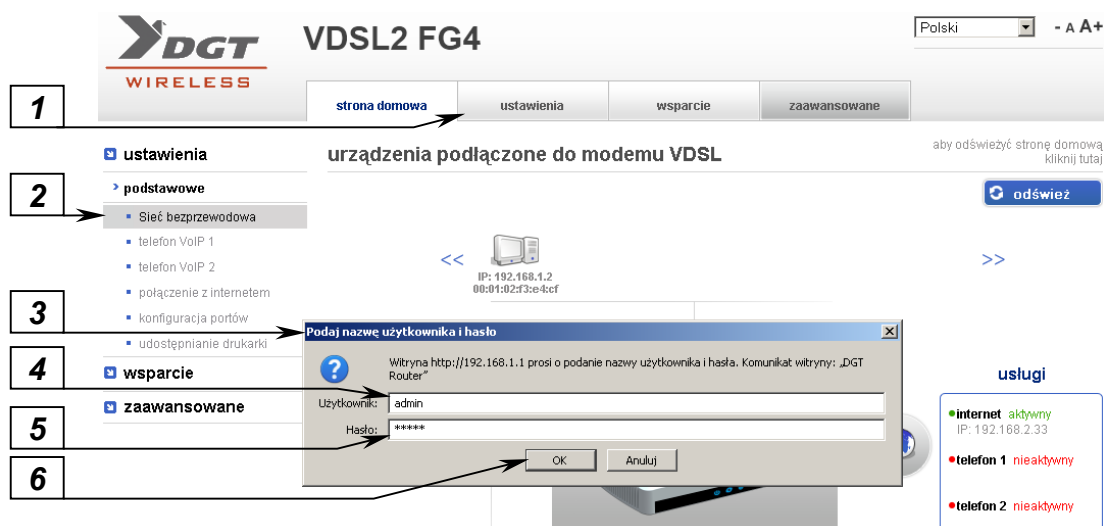 DGT
WIRELESS
VDSL2 FG4
Polski
- A A+
1
strona domowa
ustawienia
wsparcie
zaawansowane
ustawienia
urządzenia podłączone do modemu VDSL
aby odświeżyć stronę domową
kliknij tutaj
2
podstawowe
odśwież
Sieć bezprzewodowa
telefon VoIP 1
telefon VoIP 2
<<
>>
IP: 192.168.1.2
00:01:02:f3:e4:cf
połączenie z internetem
3
konfiguracja portów
udostępnianie drukarki
Podaj nazwę użytkownika i hasło
4
wsparcie
Witryna http://192.168.1.1 prosi o podanie nazwy użytkownika i hasła. Komunikat witryny: „DGT
Router”
usługi
zaawansowane
Użytkownik: admin
5
Hasło: *****
internet aktywny
IP: 192.168.2.33
6
OK
Anuluj
telefon 1 nieaktywny
telefon 2 nieaktywny